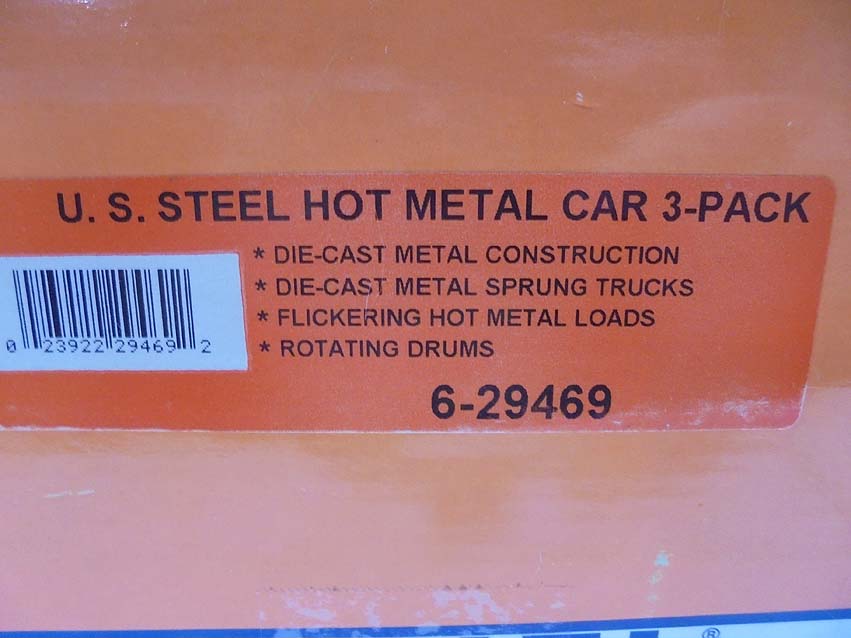 U. S. STEEL HOT METAL CAR 3-PACK
* DIE-CAST METAL CONSTRUCTION
* DIE-CAST METAL SPRUNG TRUCKS
* FLICKERING HOT METAL LOADS
* ROTATING DRUMS
0 23922 29469 2
6-29469
®